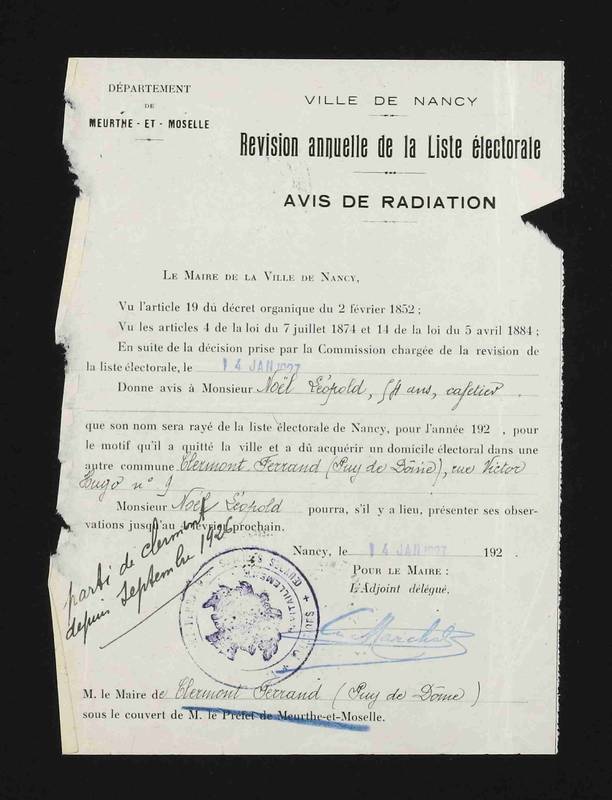 DÉPARTEMENT
DE
MEURTHE - ET - MOSELLE
VILLE DE NANCY
Revision annuelle de la Liste électorale
AVIS DE RADIATION
LE MAIRE DE LA VILLE DE NANCY,
Vu l'article 19 du décret organique du 2 février 1852 ;
Vu les articles 4 de la loi du 7 juillet 1874 et 14 de la loi du 5 avril 1884 ;
En suite de la décision prise par la Commission chargée de la revision de
la liste électorale, le 14 JAN 1927
Donne avis à Monsieur Noël Léopold, 54 ans, cafetier.
que son nom sera rayé de la liste électorale de Nancy, pour l'année 192 , pour
le motif qu'il a quitté la ville et a dû acquérir un domicile électoral dans une
autre commune Clermont Ferrand (Puy de Dôme), rue Victor
Hugo n° 9
Monsieur Noël Léopold pourra, s'il y a lieu, présenter ses obser-
vations jusqu'au 4 février prochain.
parti de clermont
depuis Septembre 1926
Nancy, le 14 JAN 1927 192 .
POUR LE MAIRE :
L'Adjoint délégué,
M. le Maire de Clermont Ferrand (Puy de Dôme)
sous le couvert de M. le Préfet de Meurthe-et-Moselle.